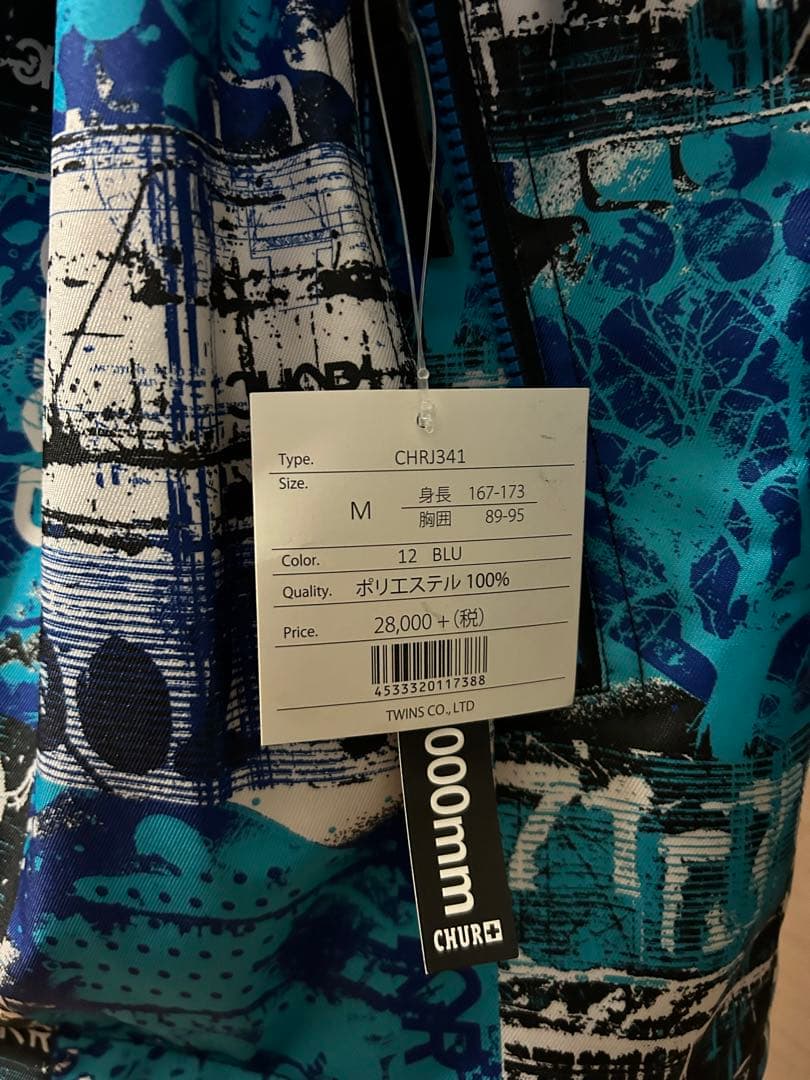 Type. CHRJ341
Size. M 身長 167-173
胸囲 89-95
Color. 12 BLU
Quality. ポリエステル 100%
Price. 28,000 +(税)
4533320117388
TWINS CO., LTD
000mm
CHUR